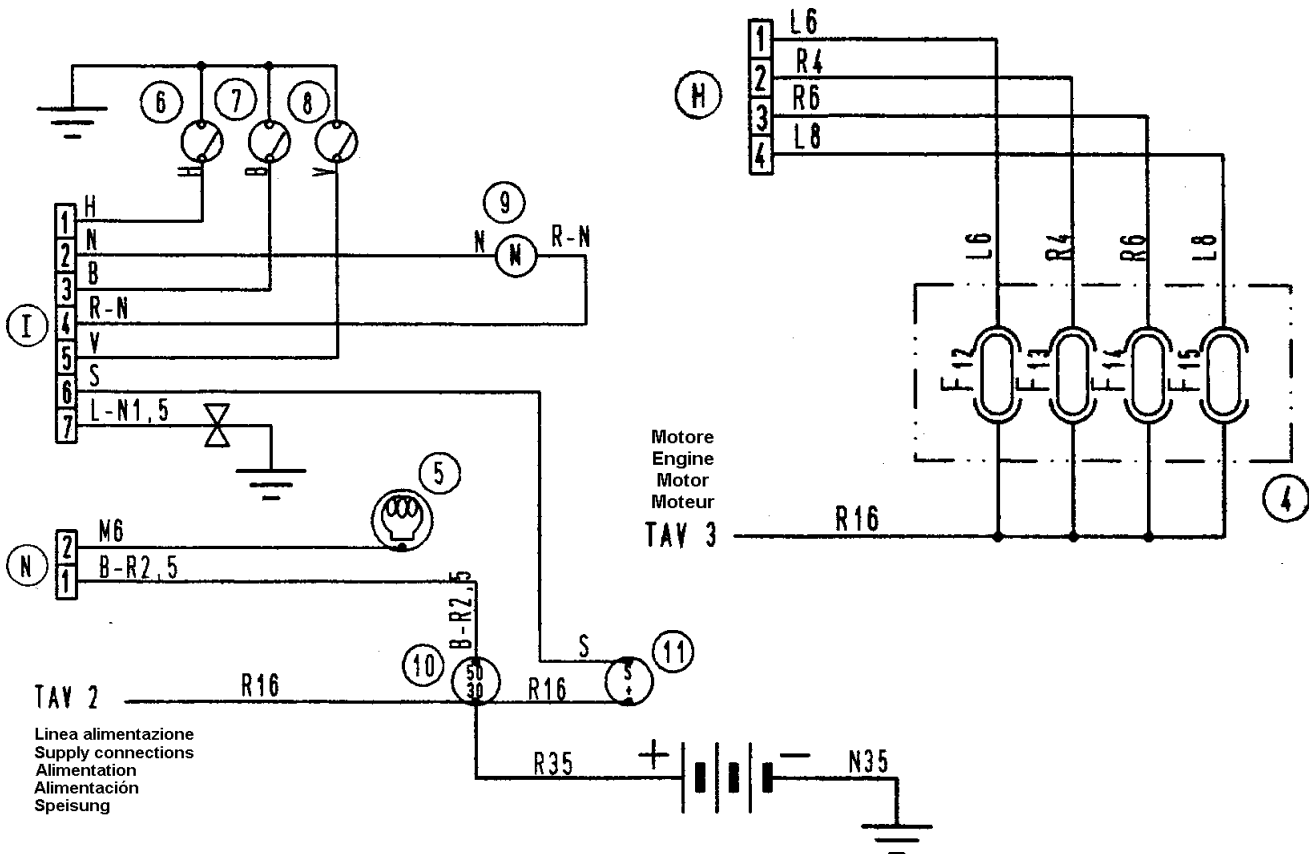 6
7
8
H
B
V
I
1
H
2
N
3
B
4
R-N
5
V
6
S
7
L-N1,5
9
N
R-N
5
N
2
M6
1
B-R2,5
B-R2,5
10
50
30
S
11
S
+
TAV 2
R16
R16
Linea alimentazione
Supply connections
Alimentation
Alimentación
Speisung
R35
+
−
N35
H
1
L6
2
R4
3
R6
4
L8
L6
R4
R6
L8
F12
F13
F14
F15
4
Motore
Engine
Motor
Moteur
TAV 3
R16